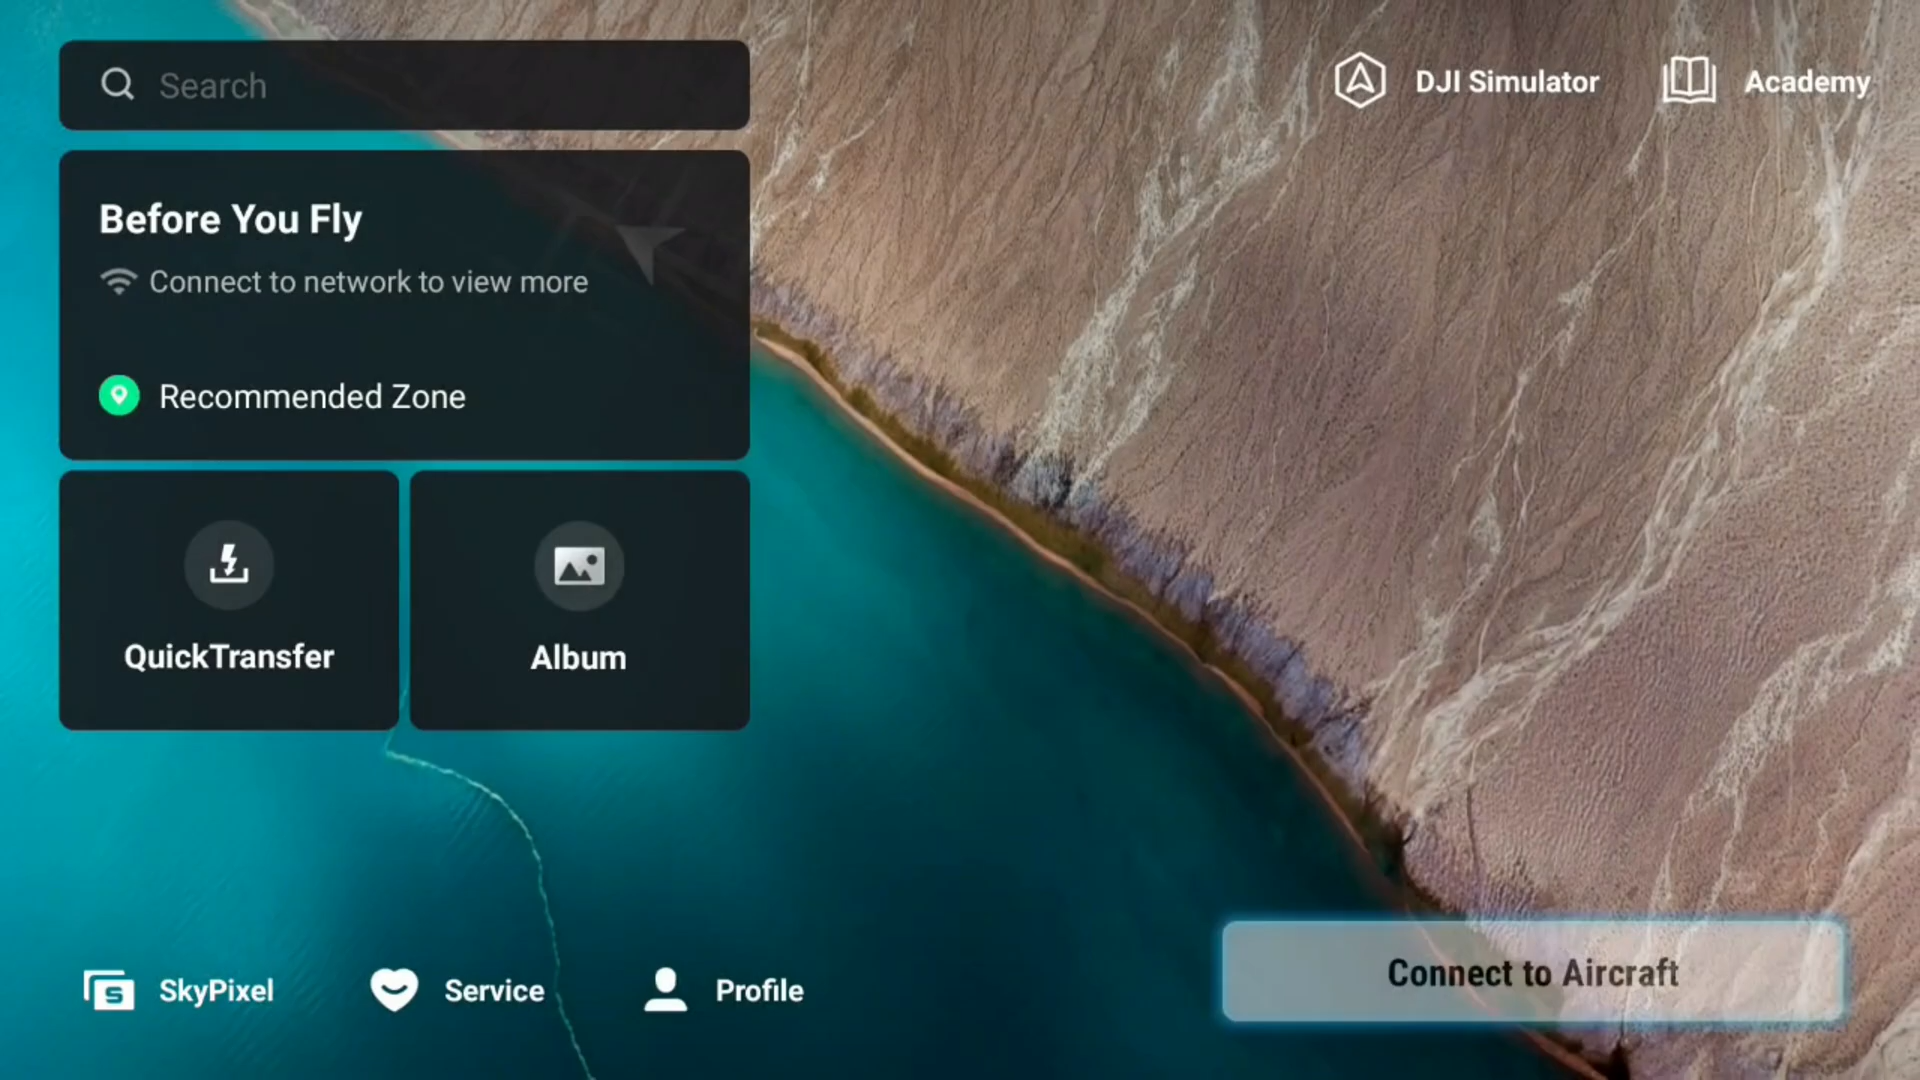 Search
DJI Simulator
Academy
Before You Fly
Connect to network to view more
Recommended Zone
QuickTransfer
Album
SkyPixel
Service
Profile
Connect to Aircraft